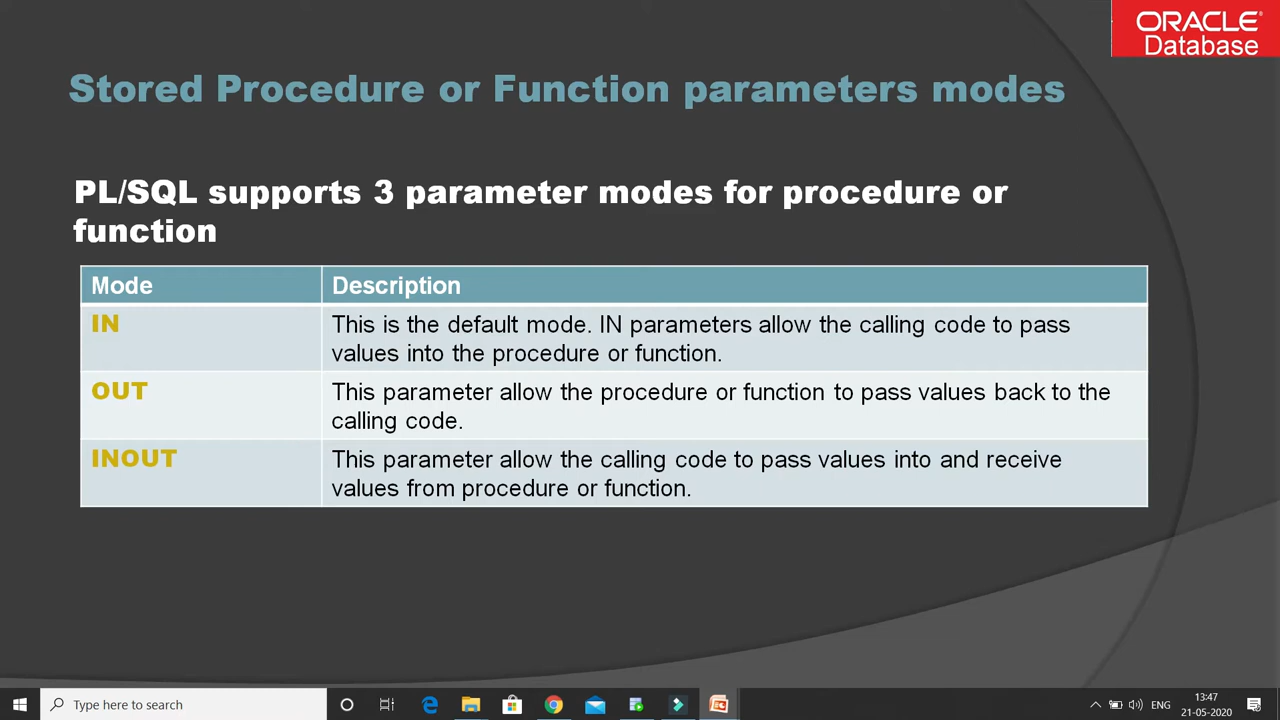 ORACLE
Database
Stored Procedure or Function parameters modes
PL/SQL supports 3 parameter modes for procedure or
function
Mode Description
IN This is the default mode. IN parameters allow the calling code to pass
values into the procedure or function.
OUT This parameter allow the procedure or function to pass values back to the
calling code.
INOUT This parameter allow the calling code to pass values into and receive
values from procedure or function.
Type here to search
ENG
13:47
21-05-2020